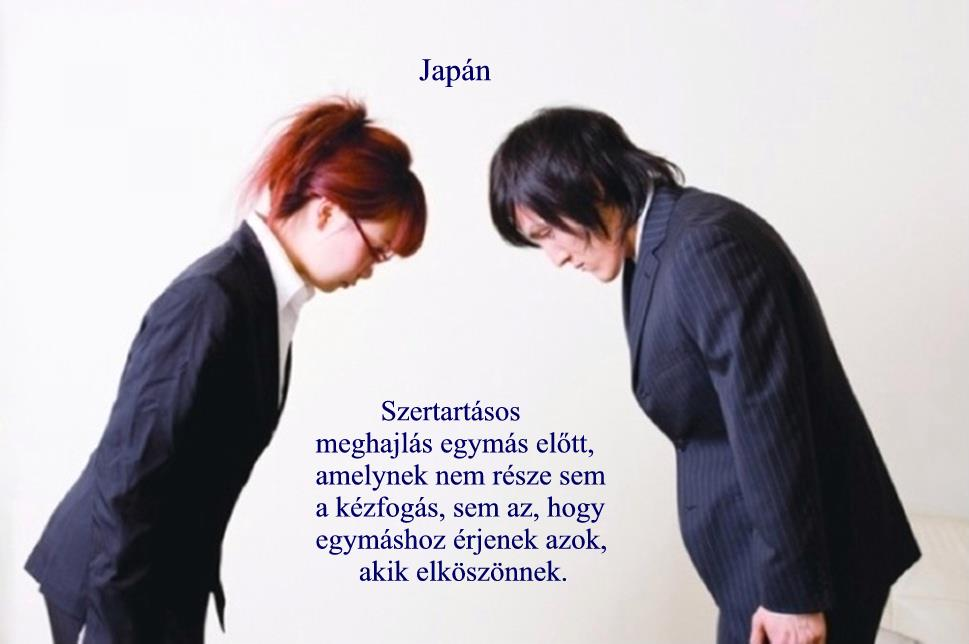 Japán
Szertartásos
meghajlás egymás előtt,
amelynek nem része sem
a kézfogás, sem az, hogy
egymáshoz érjenek azok,
akik elköszönnek.